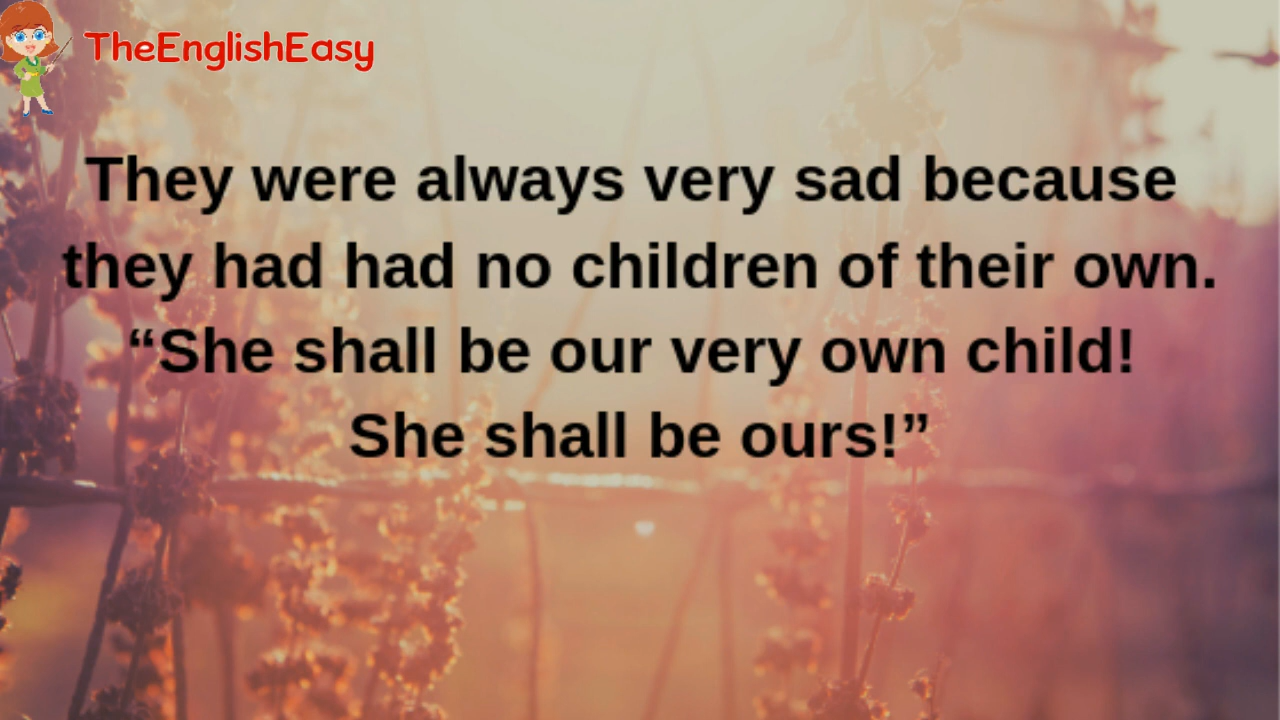 TheEnglishEasy
They were always very sad because
they had had no children of their own.
“She shall be our very own child!
She shall be ours!”